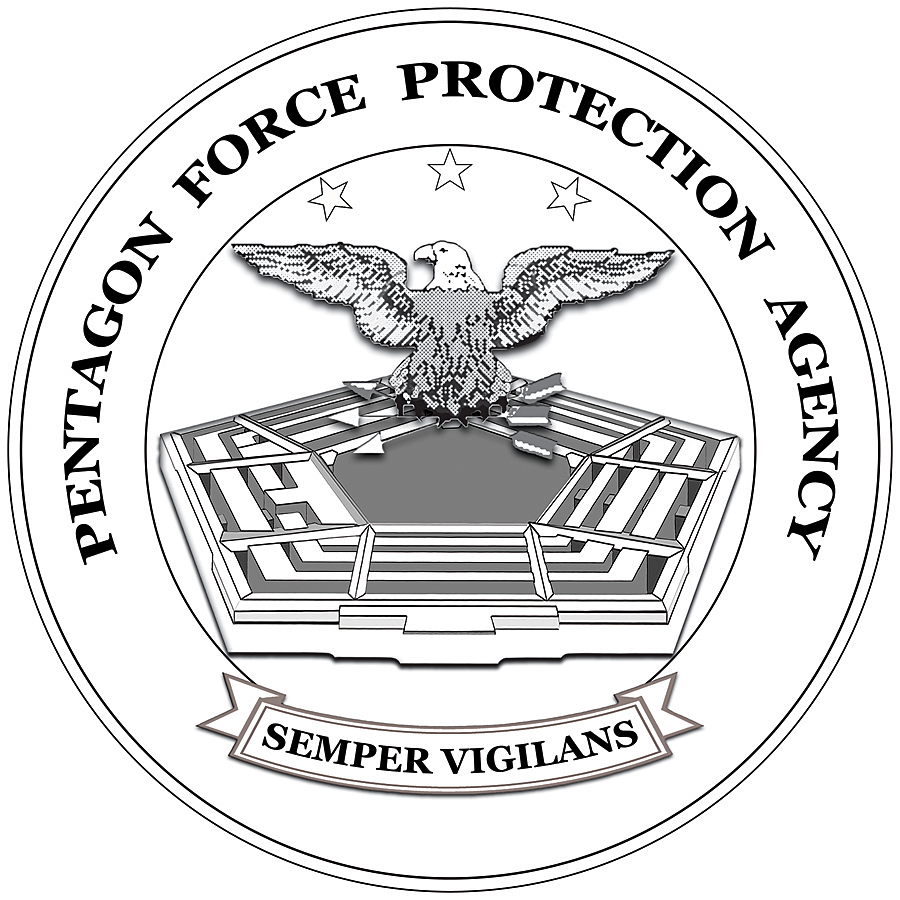 PENTAGON FORCE PROTECTION AGENCY
SEMPER VIGILANS